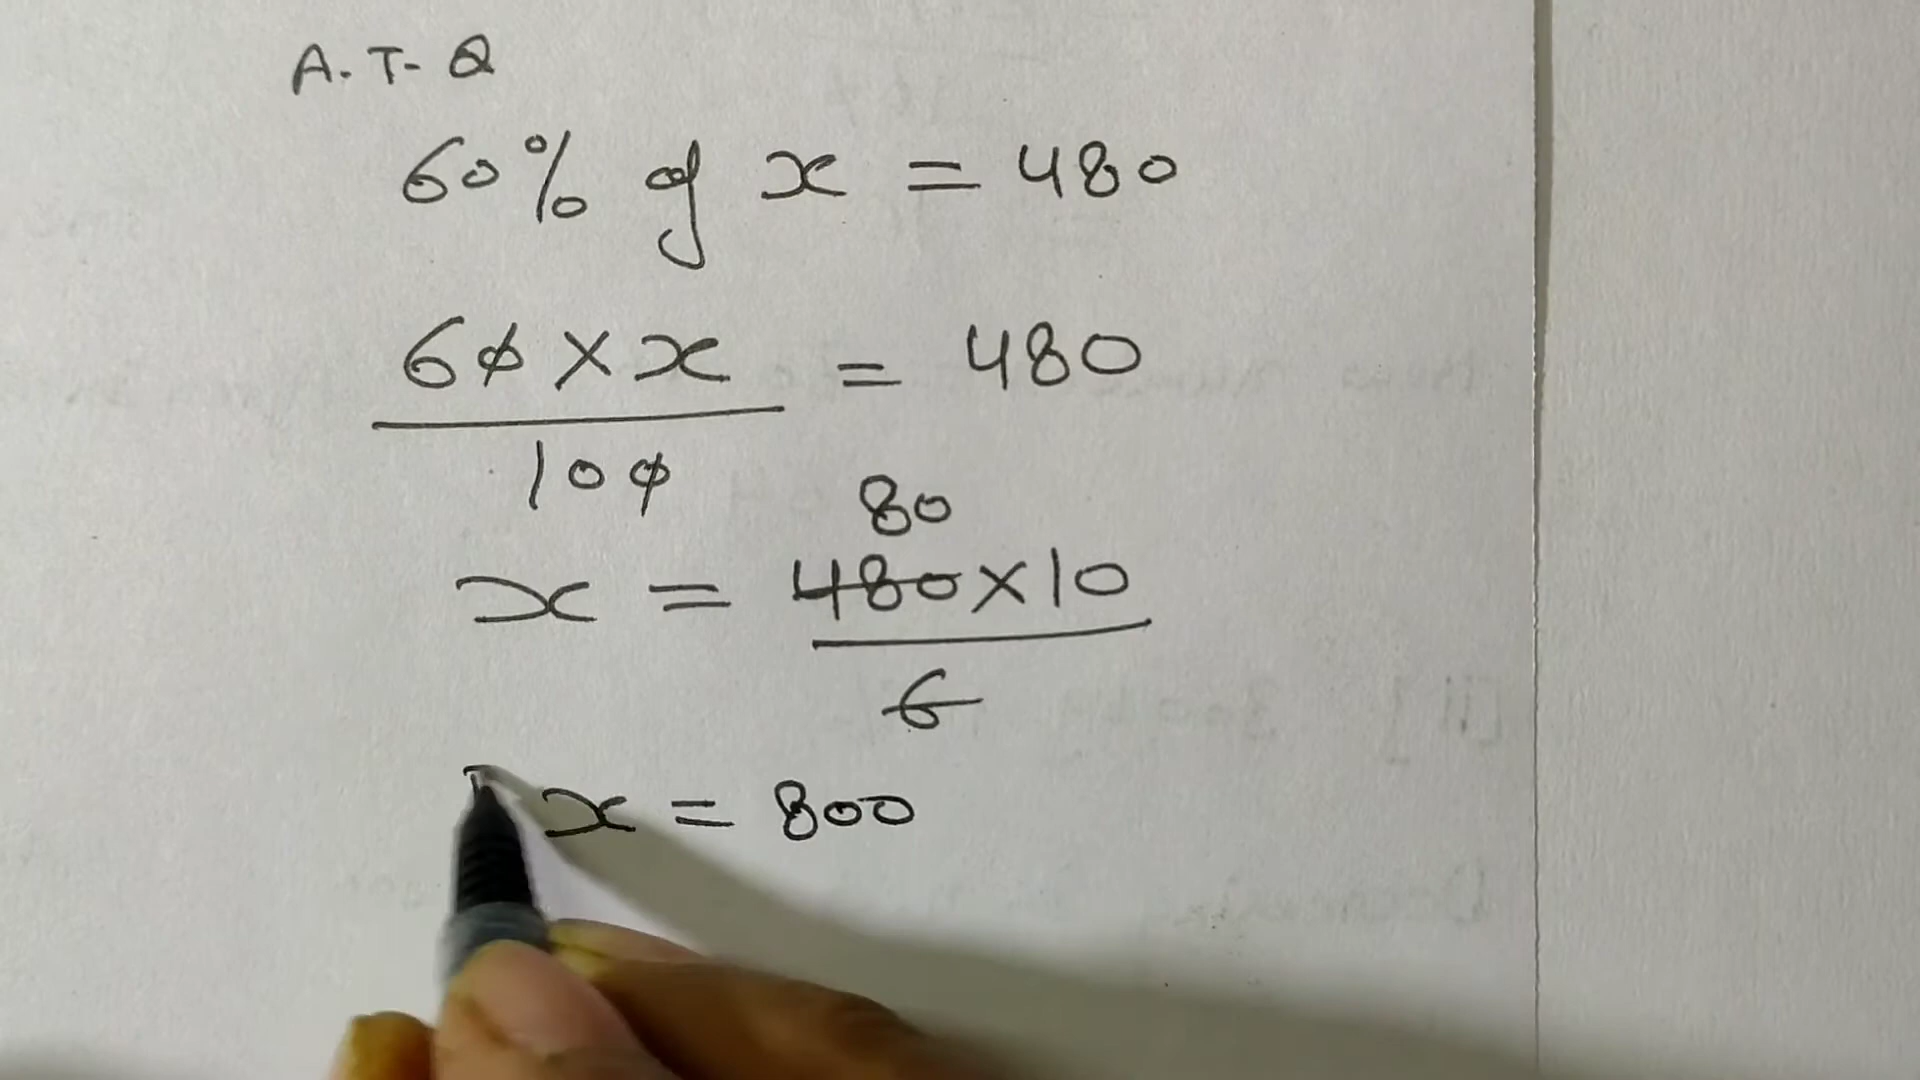 A.T-Q
60% of x = 480
60 × x = 480
100
80
x = 480×10
6
x = 800